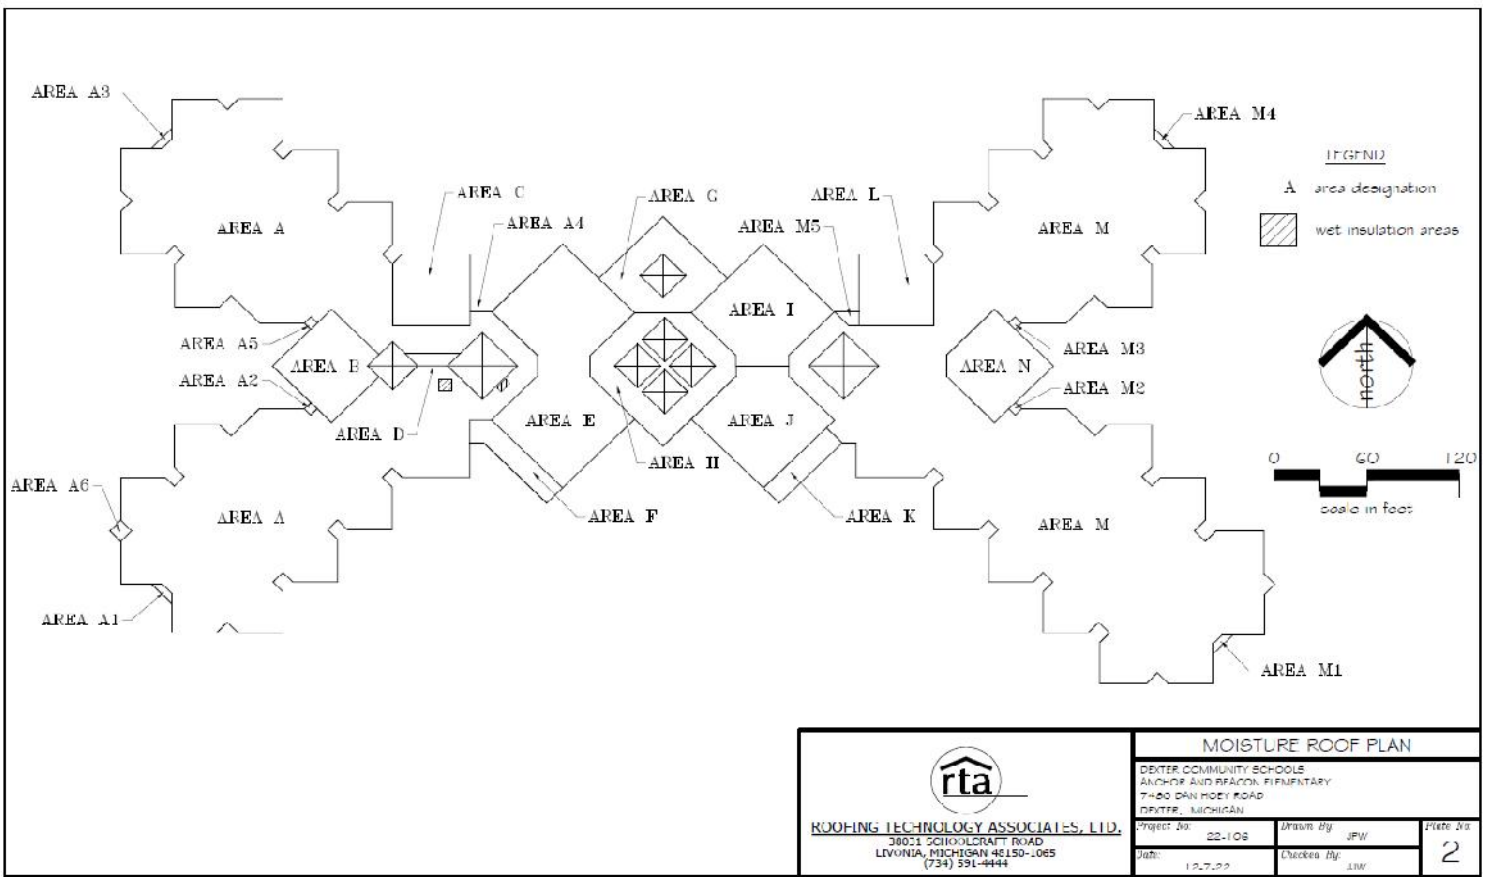 AREA A3
AREA M4
LEGEND
A area designation
AREA C
AREA G
AREA L
AREA A4
AREA M5
AREA A
AREA M
wet insulation areas
AREA I
AREA A5
AREA M3
AREA B
AREA N
north
AREA A2
AREA M2
AREA D
AREA E
AREA J
AREA H
0 60 120
AREA A6
scale in feet
AREA A
AREA F
AREA K
AREA M
AREA A1
AREA M1
rta
ROOFING TECHNOLOGY ASSOCIATES, LTD.
38031 SCHOOLCRAFT ROAD
LIVONIA, MICHIGAN 48150-1065
(734) 591-4444
MOISTURE ROOF PLAN
DEXTER COMMUNITY SCHOOLS
ANCHOR AND BEACON ELEMENTARY
7480 DAN HOEY ROAD
DEXTER, MICHIGAN
Project No: 22-106
Drawn By: JPW
Plate No: 2
Date: 12-7-22
Checked By: